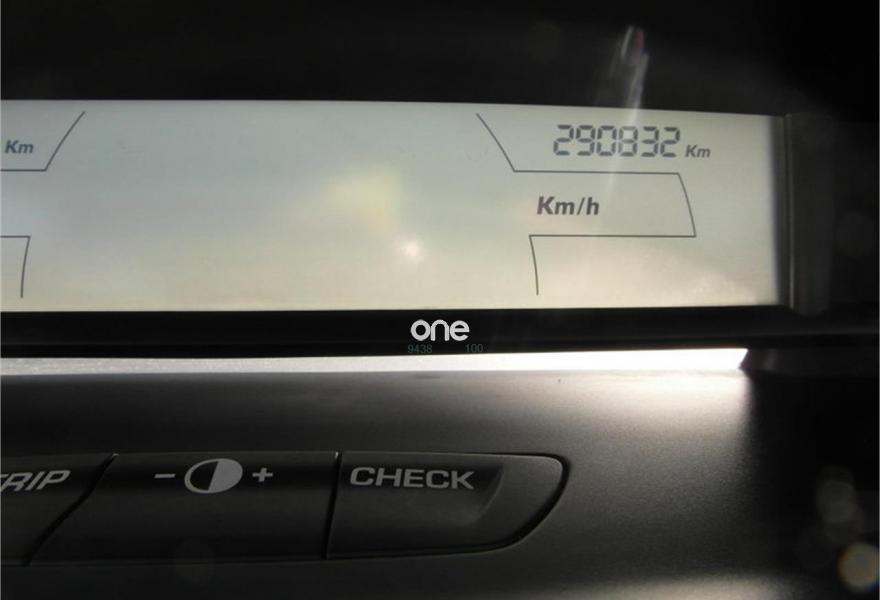 Km
290832 Km
Km/h
one
9438 100
TRIP
- +
CHECK